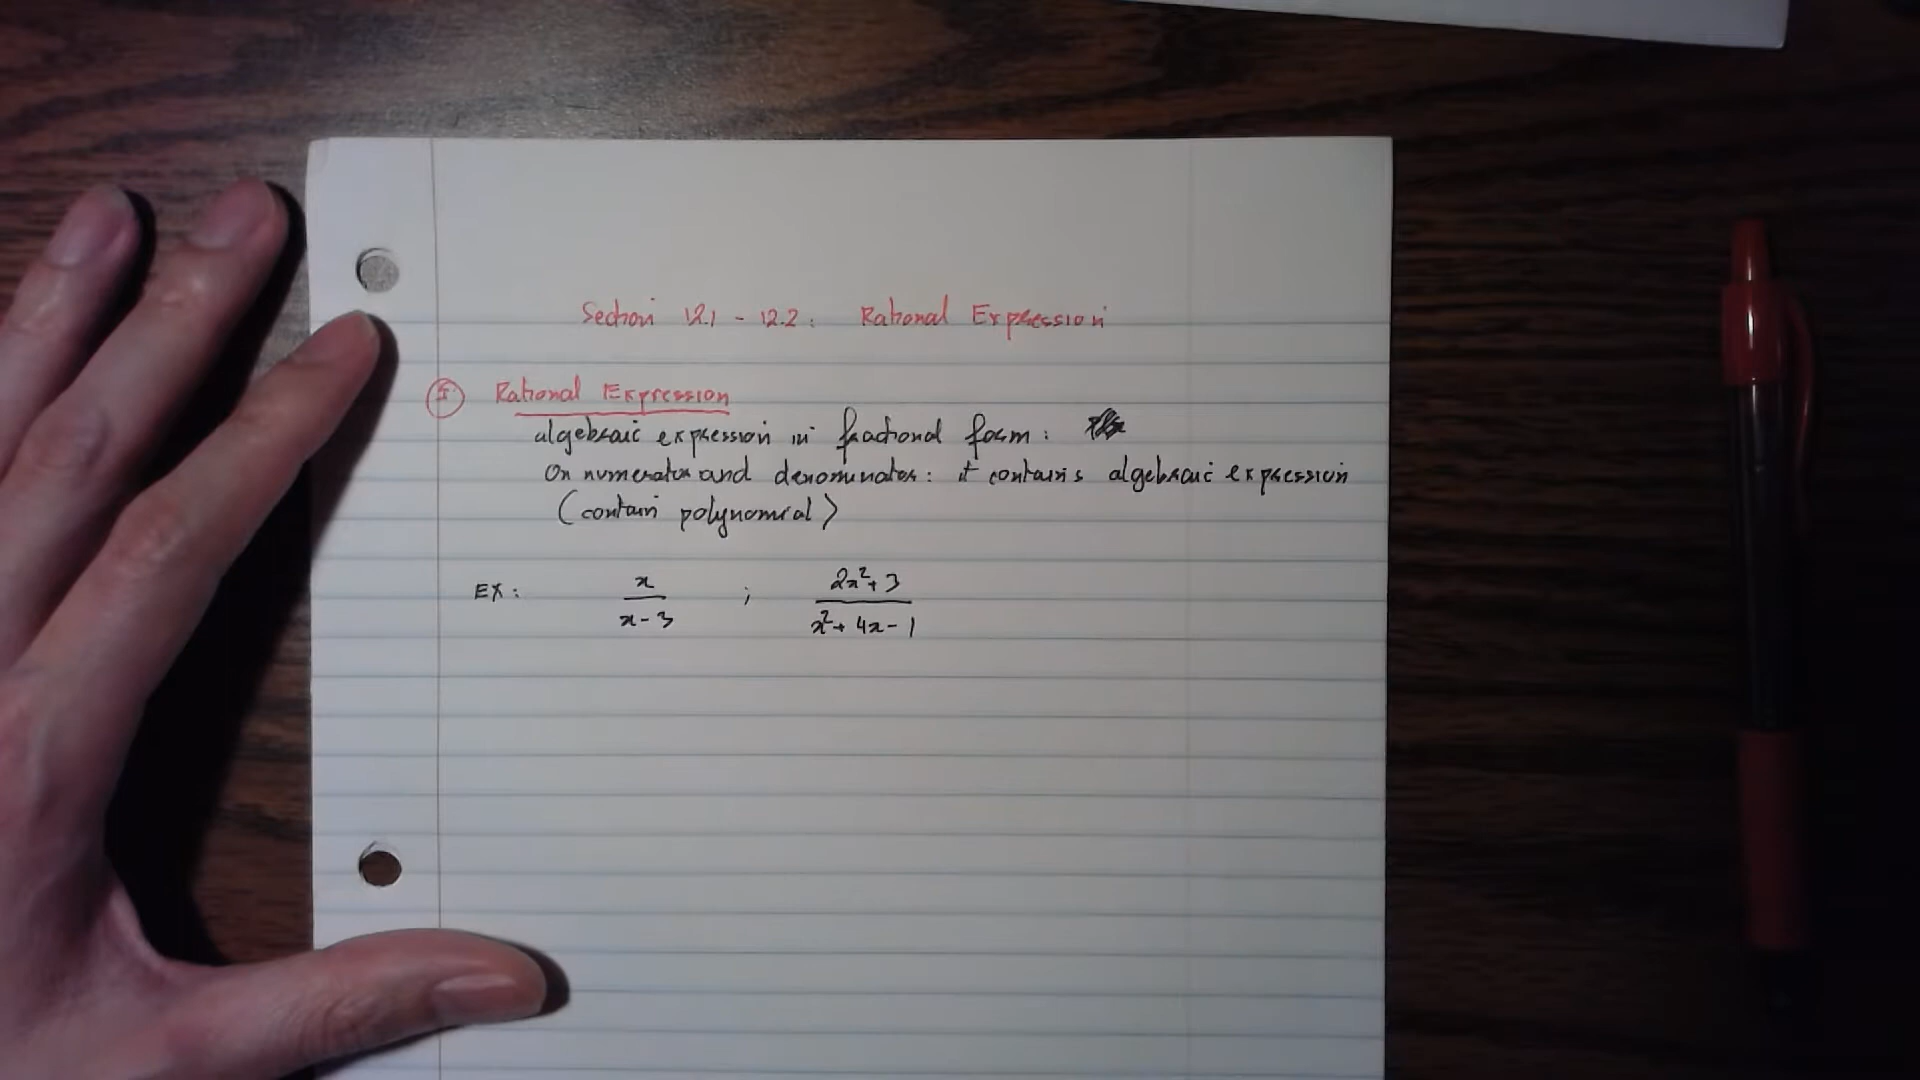 Section 12.1 - 12.2: Rational Expression
I. Rational Expression
algebraic expression in fractional form:
On numerator and denominator: it contains algebraic expression
(contain polynomial)
EX: x/(x-3) ; (2x²+3)/(x²+4x-1)